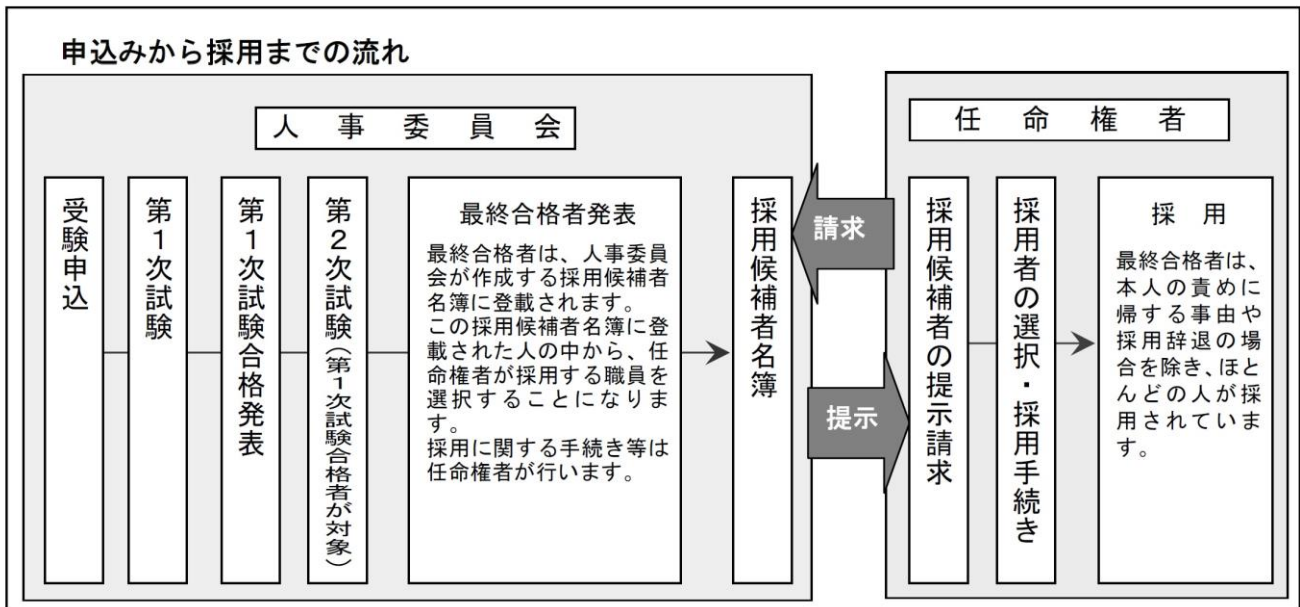 申込みから採用までの流れ
人事委員会
受験申込
第1次試験
第1次試験合格発表
第2次試験(第1次試験合格者が対象)
最終合格者発表
最終合格者は、人事委員
会が作成する採用候補者
名簿に登載されます。
この採用候補者名簿に登
載された人の中から、任
命権者が採用する職員を
選択することになりま
す。
採用に関する手続き等は
任命権者が行います。
採用候補者名簿
請求
提示
任命権者
採用候補者の提示請求
採用者の選択・採用手続き
採用
最終合格者は、
本人の責めに
帰する事由や
採用辞退の場
合を除き、ほと
んどの人が採
用されていま
す。